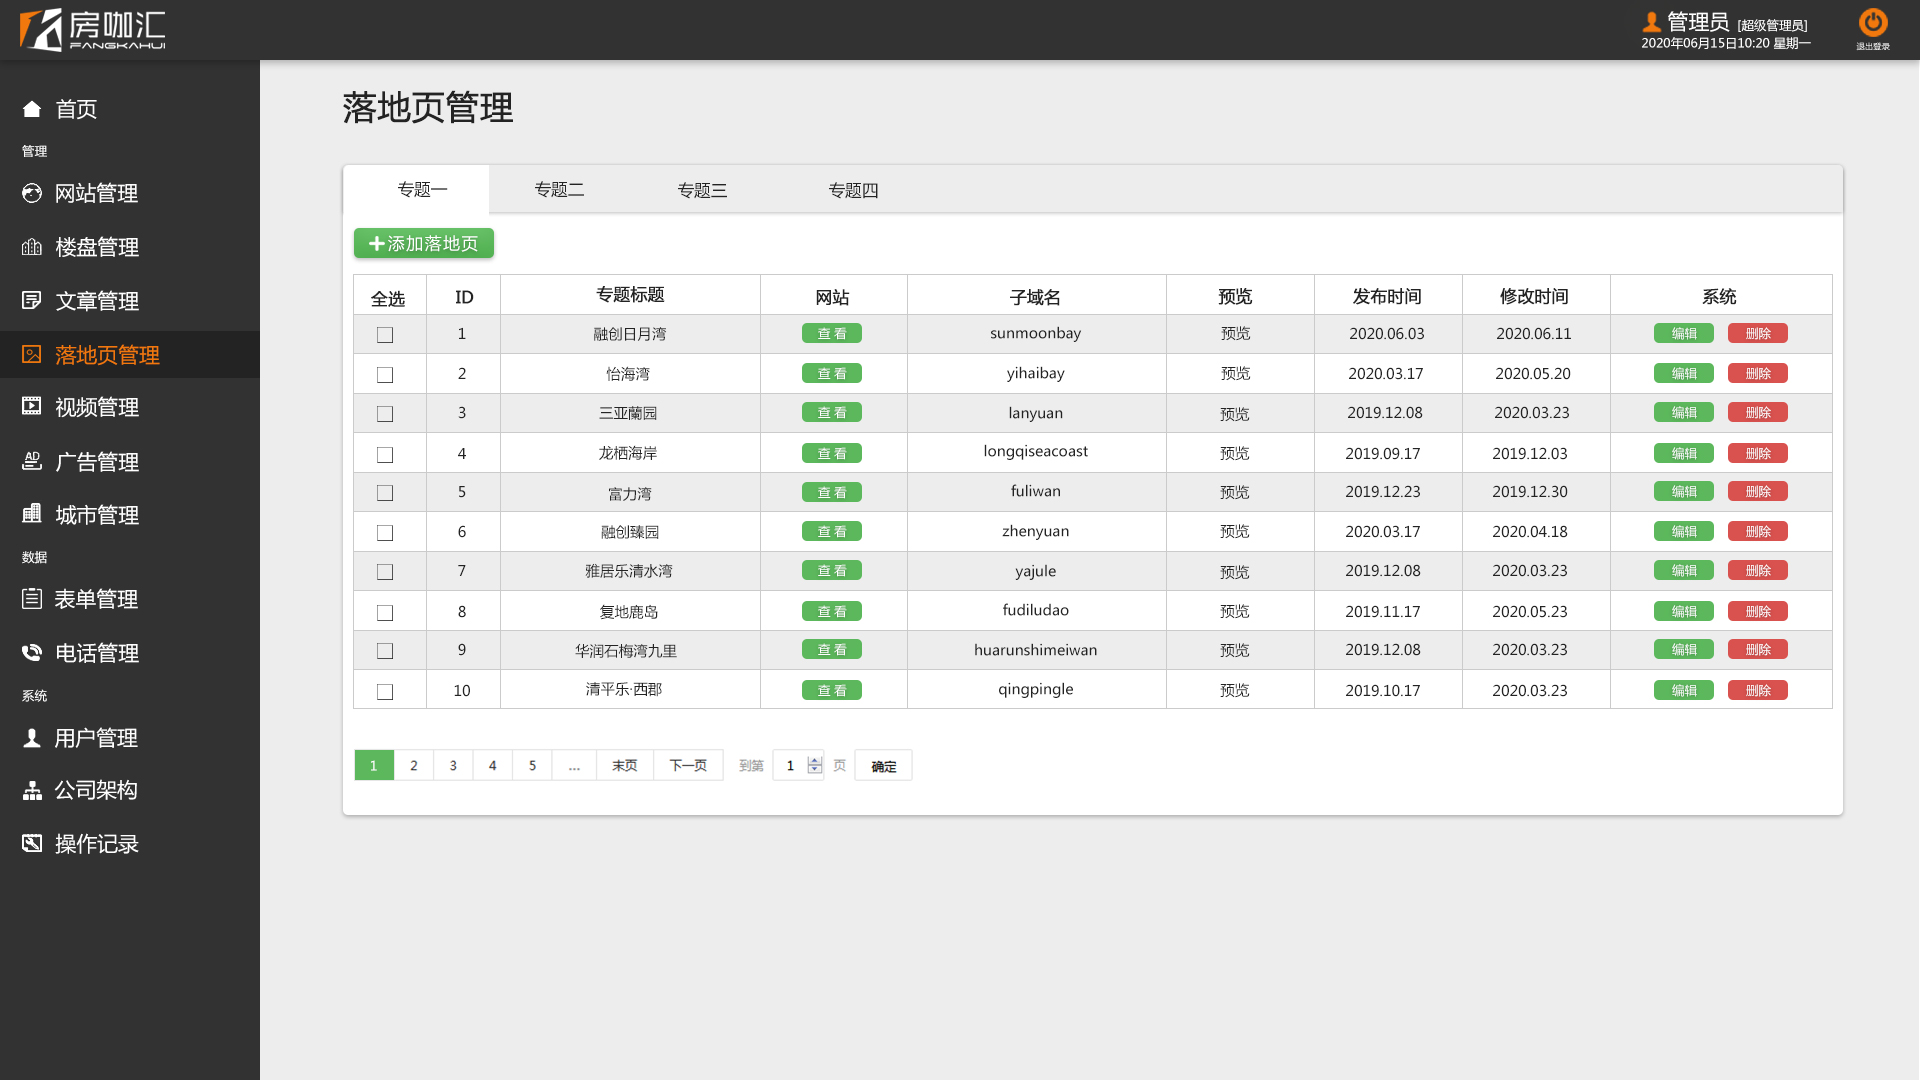 房咖汇
FANGKAHUI
管理员 [超级管理员]
2020年06月15日10:20 星期一
退出登录
首页
管理
网站管理
楼盘管理
文章管理
落地页管理
视频管理
AD
广告管理
城市管理
数据
表单管理
电话管理
系统
用户管理
公司架构
操作记录
落地页管理
专题一 专题二 专题三 专题四
添加落地页
全选 ID 专题标题 网站 子域名 预览 发布时间 修改时间 系统
1 融创日月湾 查看 sunmoonbay 预览 2020.06.03 2020.06.11 编辑 删除
2 怡海湾 查看 yihaibay 预览 2020.03.17 2020.05.20 编辑 删除
3 三亚蘭园 查看 lanyuan 预览 2019.12.08 2020.03.23 编辑 删除
4 龙栖海岸 查看 longqiseacoast 预览 2019.09.17 2019.12.03 编辑 删除
5 富力湾 查看 fuliwan 预览 2019.12.23 2019.12.30 编辑 删除
6 融创臻园 查看 zhenyuan 预览 2020.03.17 2020.04.18 编辑 删除
7 雅居乐清水湾 查看 yajule 预览 2019.12.08 2020.03.23 编辑 删除
8 复地鹿岛 查看 fudiludao 预览 2019.11.17 2020.05.23 编辑 删除
9 华润石梅湾九里 查看 huarunshimeiwan 预览 2019.12.08 2020.03.23 编辑 删除
10 清平乐·西郡 查看 qingpingle 预览 2019.10.17 2020.03.23 编辑 删除
1 2 3 4 5 ... 末页 下一页 到第 1 页 确定